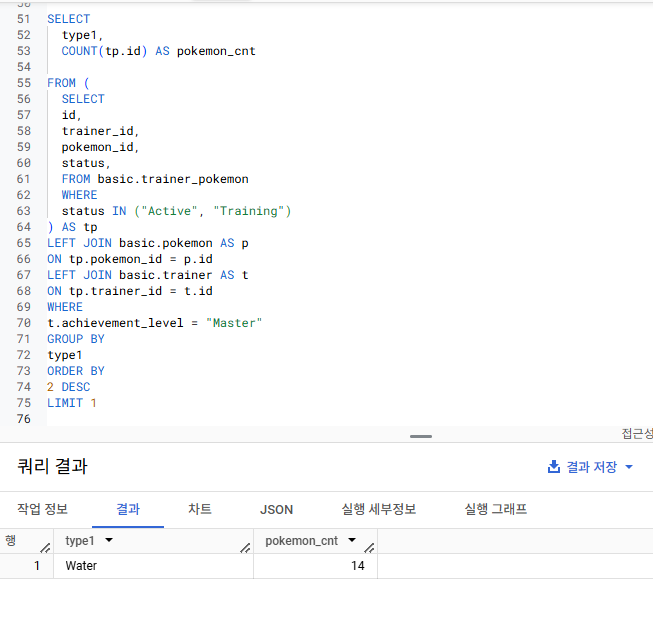 50
51 SELECT
52 type1,
53 COUNT(tp.id) AS pokemon_cnt
54
55 FROM (
56 SELECT
57 id,
58 trainer_id,
59 pokemon_id,
60 status,
61 FROM basic.trainer_pokemon
62 WHERE
63 status IN ("Active", "Training")
64 ) AS tp
65 LEFT JOIN basic.pokemon AS p
66 ON tp.pokemon_id = p.id
67 LEFT JOIN basic.trainer AS t
68 ON tp.trainer_id = t.id
69 WHERE
70 t.achievement_level = "Master"
71 GROUP BY
72 type1
73 ORDER BY
74 2 DESC
75 LIMIT 1
76
접근성
쿼리 결과 결과 저장
작업 정보 결과 차트 JSON 실행 세부정보 실행 그래프
행 type1 pokemon_cnt
1 Water 14